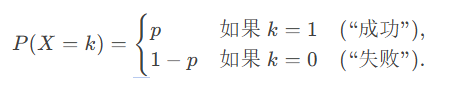 P(X = k) = { p 如果 k = 1 (“成功”),
1 − p 如果 k = 0 (“失败”).